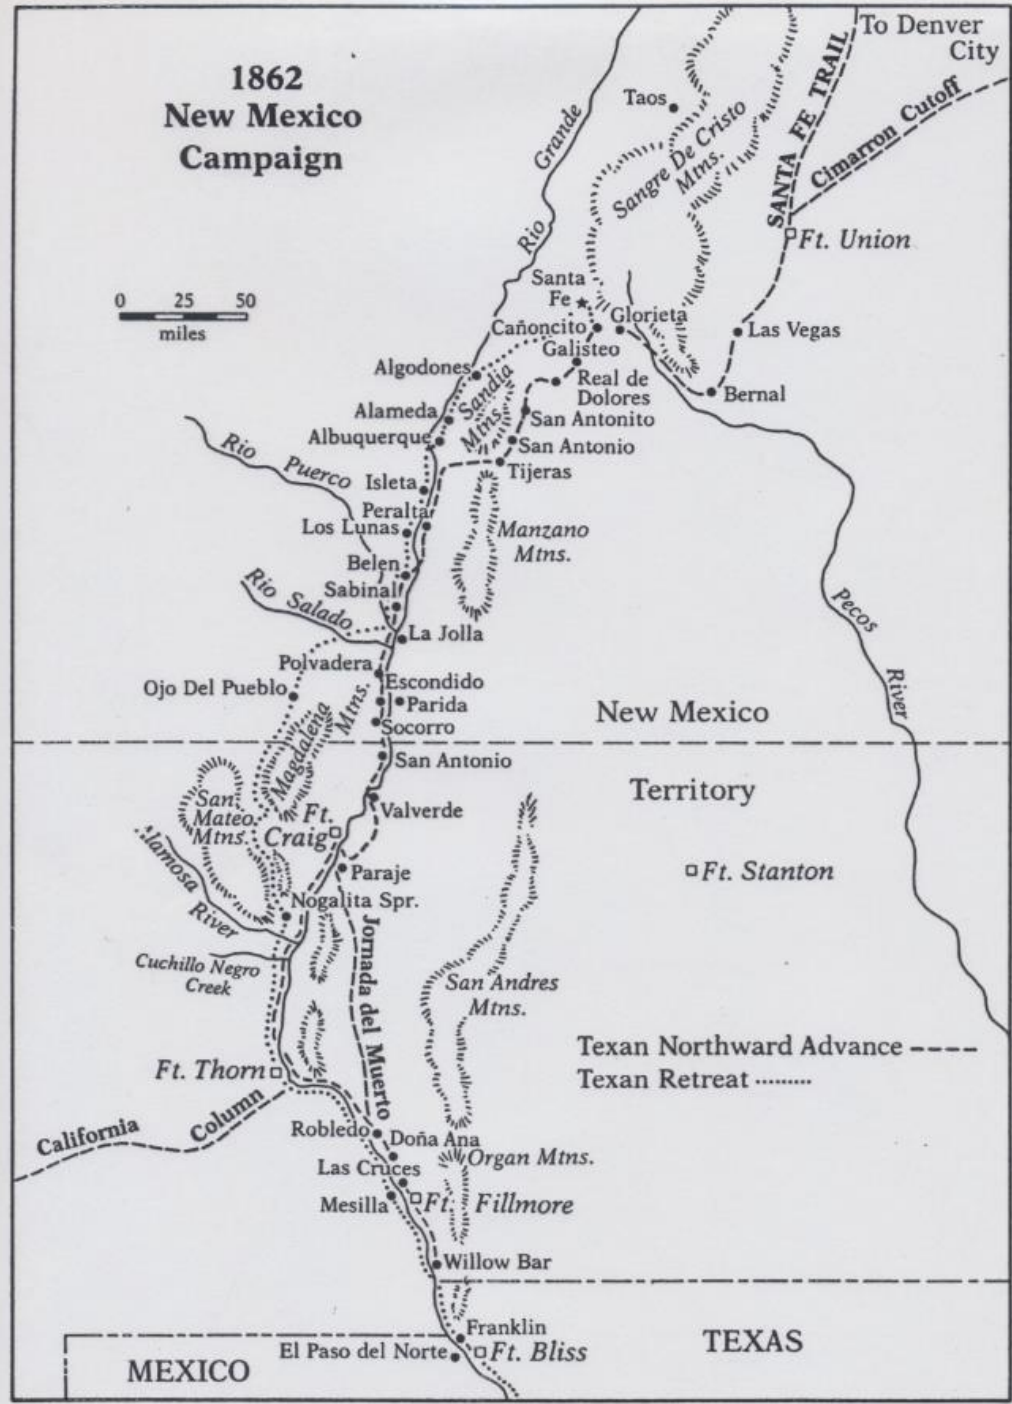 1862
New Mexico
Campaign
To Denver
City
SANTA FE TRAIL
Cimarron Cutoff
Taos
Sangre De Cristo
Mtns.
Rio Grande
Ft. Union
0 25 50
miles
Santa
Fe
Glorieta
Cañoncito
Las Vegas
Galisteo
Algodones
Real de
Dolores
Bernal
Sandia
Mtns.
Alameda
San Antonito
Albuquerque
San Antonio
Rio Puerco
Tijeras
Isleta
Peralta
Los Lunas
Manzano
Mtns.
Belen
Sabinal
Rio Salado
La Jolla
Pecos River
Polvadera
Escondido
Ojo Del Pueblo
Parida
Socorro
Magdalena
Mtns.
New Mexico
San Antonio
Territory
San
Mateo
Mtns.
Valverde
Ft.
Craig
Alamosa River
Paraje
Ft. Stanton
Nogalita Spr.
Jornada del Muerto
Cuchillo Negro
Creek
San Andres
Mtns.
Texan Northward Advance
Texan Retreat
Ft. Thorn
California Column
Robledo
Doña Ana
Organ Mtns.
Las Cruces
Mesilla
Ft. Fillmore
Willow Bar
Franklin
El Paso del Norte
Ft. Bliss
TEXAS
MEXICO